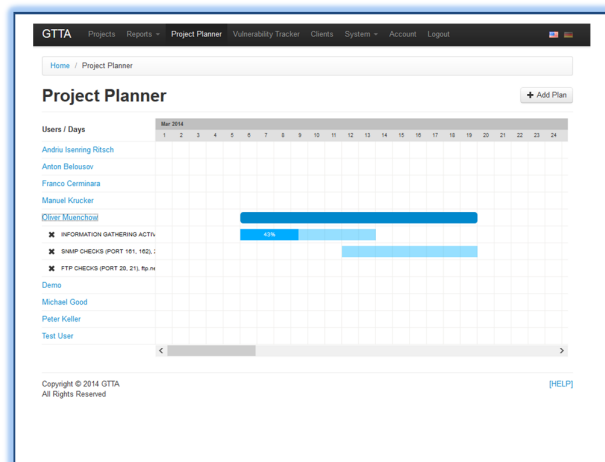 GTTA Projects Reports Project Planner Vulnerability Tracker Clients System Account Logout
Home / Project Planner
Project Planner
+ Add Plan
Users / Days
Mar 2014
1 2 3 4 5 6 7 8 9 10 11 12 13 14 15 16 17 18 19 20 21 22 23 24
Andriu Isenring Ritsch
Anton Belousov
Franco Cerminara
Manuel Krucker
Oliver Muenchow
✖ INFORMATION GATHERING ACTIV
43%
✖ SNMP CHECKS (PORT 161, 162), 2
✖ FTP CHECKS (PORT 20, 21), ftp.ne
Demo
Michael Good
Peter Keller
Test User
Copyright © 2014 GTTA
All Rights Reserved
[HELP]